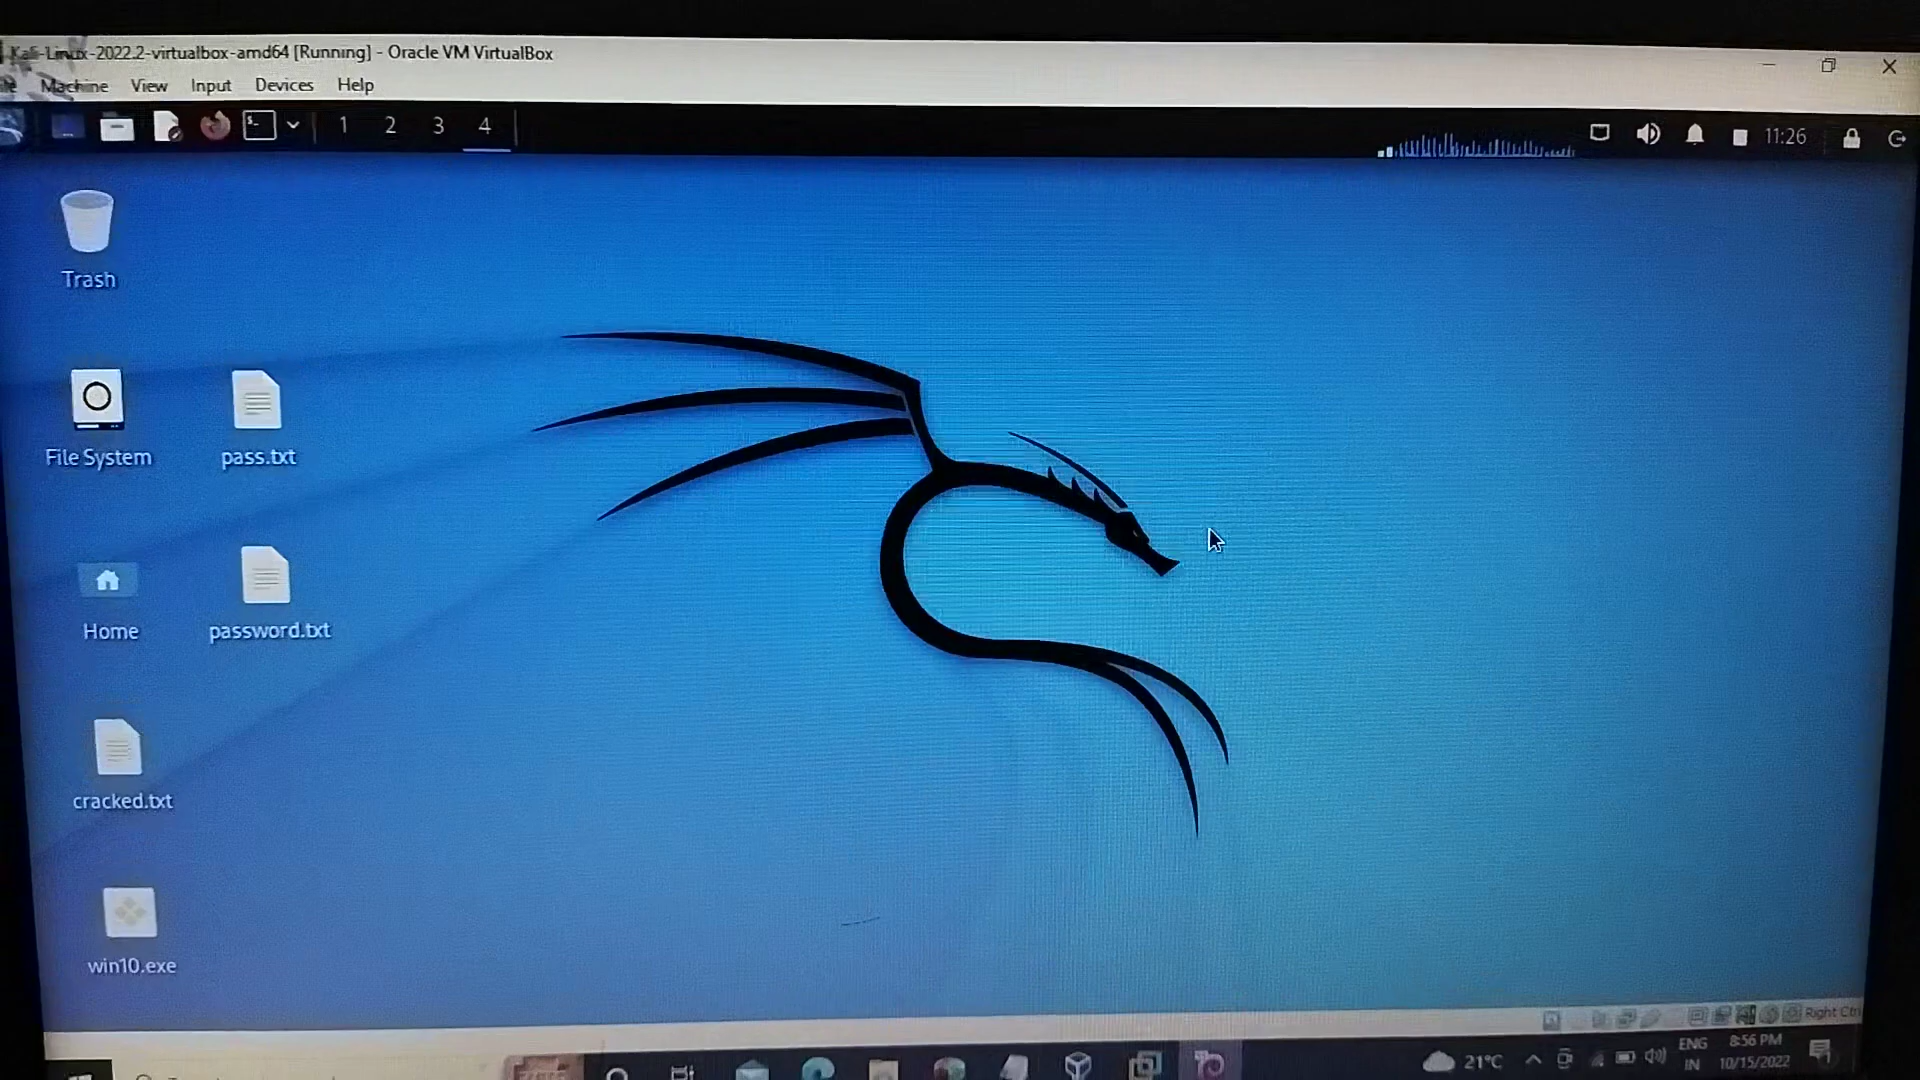 Kali-Linux-2022.2-virtualbox-amd64 [Running] - Oracle VM VirtualBox
Machine View Input Devices Help
1 2 3 4
11:26
Trash
File System
pass.txt
Home
password.txt
cracked.txt
win10.exe
Right Ctrl
21°C
ENG
IN
8:56 PM
10/15/2022